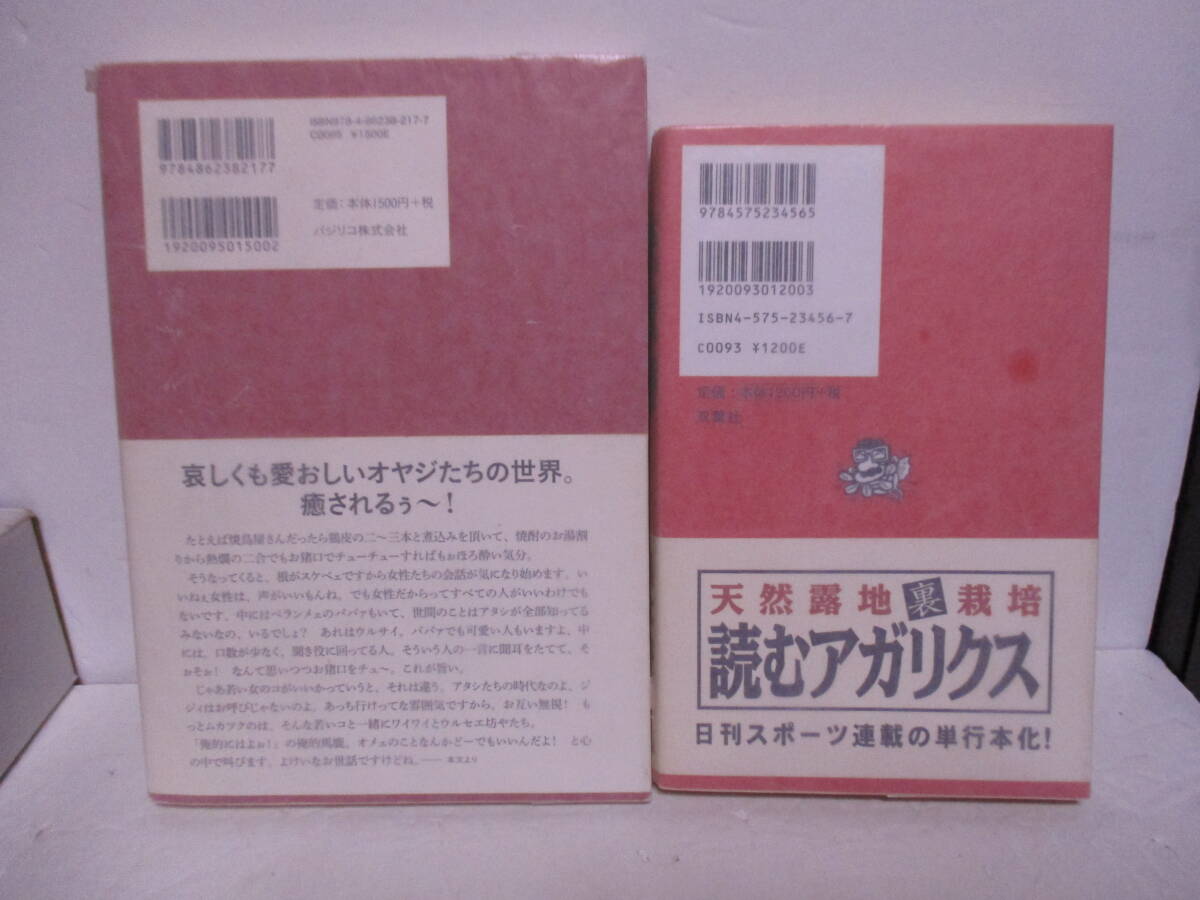 ISBN978-4-86238-217-7
C0095 ¥1500E
9784862382177
定価：本体1500円+税
バジリコ株式会社
1920095015002
哀しくも愛おしいオヤジたちの世界。
癒されるぅ〜！
たとえば焼鳥屋さんだったら鶏皮の二〜三本と煮込みを頂いて、焼酎のお湯割
りから熱燗の二合でもお猪口でチューチューすればもぉほろ酔い気分。
そうなってくると、根がスケベェですから女性たちの会話が気になり始めます。い
いねぇ女性は、声がいいもんね。でも女性だからってすべての人がいいわけでも
ないです。中にはベランメェのババァもいて、世間のことはアタシが全部知ってる
みないなの、いるでしょ？ あれはウルサイ。ババァでも可愛い人もいますよ、中
には、口数が少なく、聞き役に回ってる人。そういう人の一言に聞耳をたてて、そ
ぉそぉ！ なんて思いつつお猪口をチュ〜。これが旨い。
じゃあ若い女のコがいいかっていうと、それは違う。アタシたちの時代なのよ、ジ
ジィはお呼びじゃないのよ。あっち行けってな雰囲気ですから、お互い無視！ も
っとムカツクのは、そんな若いコと一緒にワイワイとウルセエ坊やたち。
「俺的にはよぉ！」の俺的馬鹿。オメェのことなんかどーでもいいんだよ！ と心
の中で叫びます。よけいなお世話ですけどね。── 本文より
9784575234565
1920093012003
ISBN4-575-23456-7
C0093 ¥1200E
定価：本体1200円+税
双葉社
天然露地裏栽培
読むアガリクス
日刊スポーツ連載の単行本化！